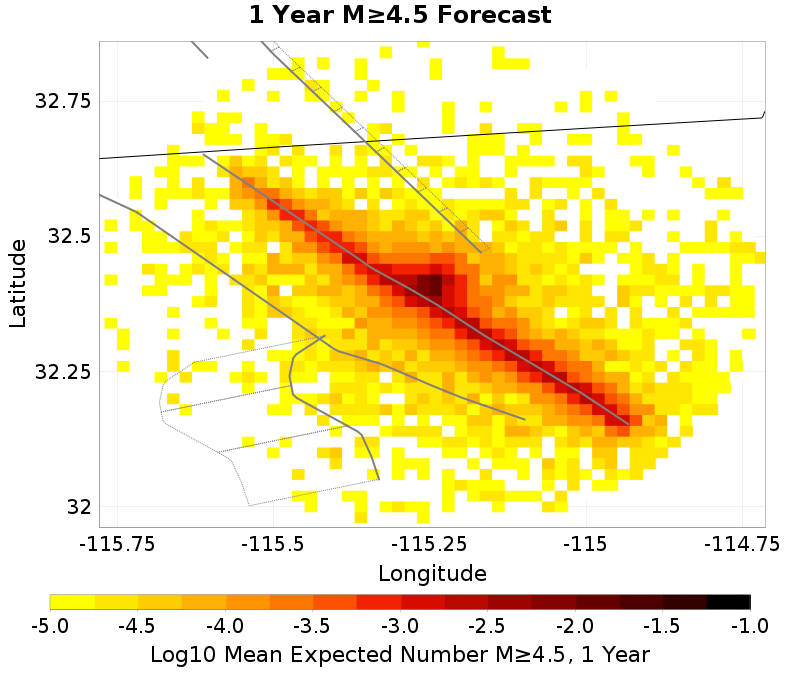 1 Year M≥4.5 Forecast
32.75
32.5
32.25
32
Latitude
-115.75 -115.5 -115.25 -115 -114.75
Longitude
-5.0 -4.5 -4.0 -3.5 -3.0 -2.5 -2.0 -1.5 -1.0
Log10 Mean Expected Number M≥4.5, 1 Year